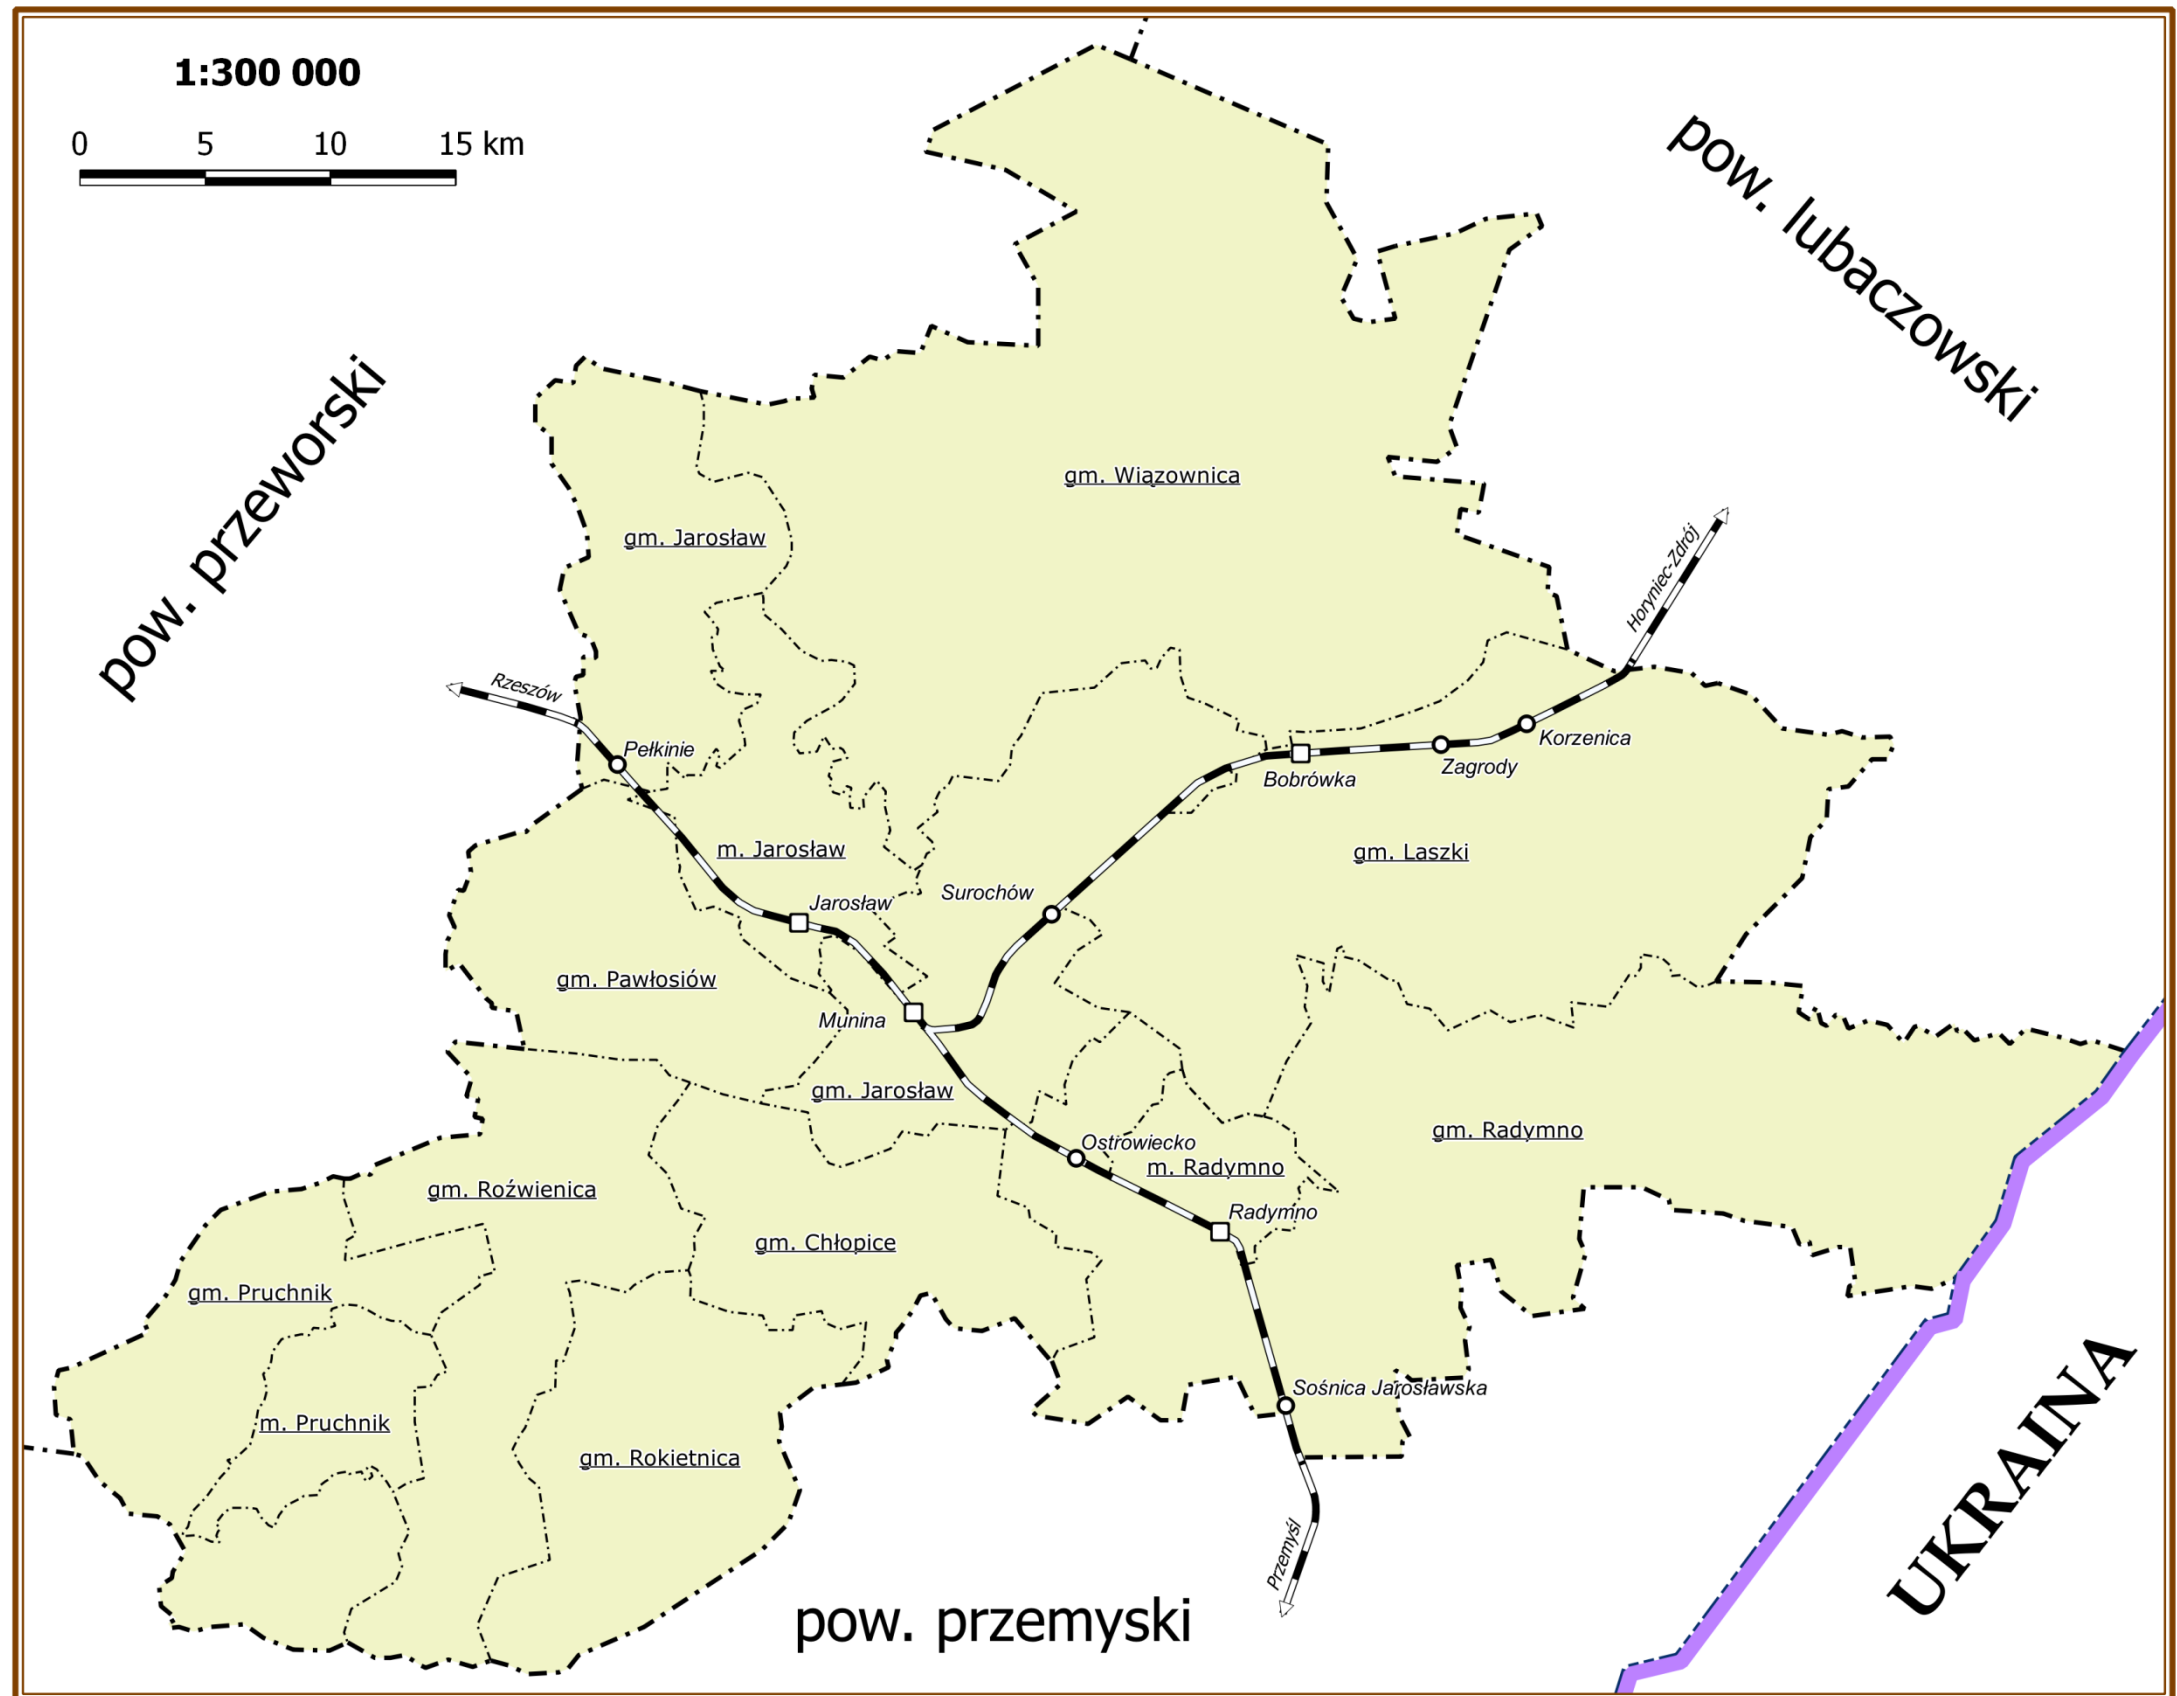 1:300 000
0 5 10 15 km
pow. lubaczowski
pow. przeworski
gm. Wiązownica
gm. Jarosław
Horyniec-Zdrój
Rzeszów
Pełkinie
Korzenica
Zagrody
Bobrówka
m. Jarosław
gm. Laszki
Surochów
Jarosław
gm. Pawłosiów
Munina
gm. Jarosław
gm. Radymno
Ostrowiecko
m. Radymno
gm. Roźwienica
Radymno
gm. Chłopice
gm. Pruchnik
Sośnica Jarosławska
m. Pruchnik
gm. Rokietnica
UKRAINA
Przemyśl
pow. przemyski